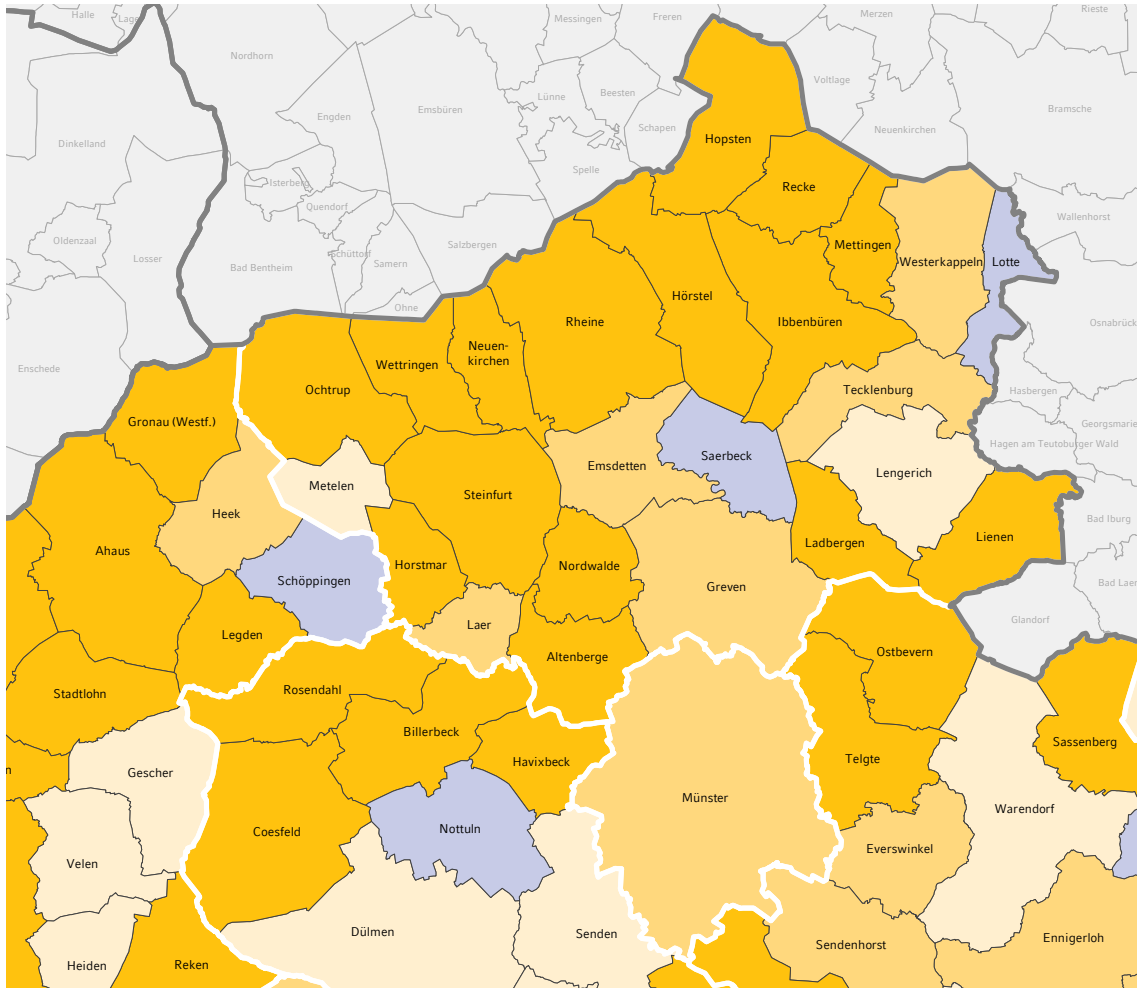 Halle
Lage
Messingen
Freren
Merzen
Rieste
Nordhorn
Voltlage
Lünne
Beesten
Emsbüren
Bramsche
Engden
Schapen
Neuenkirchen
Dinkelland
Hopsten
Spelle
Isterberg
Recke
Quendorf
Wallenhorst
Oldenzaal
Salzbergen
Mettingen
Schüttorf
Losser
Samern
Westerkappeln
Lotte
Bad Bentheim
Hörstel
Ohne
Rheine
Ibbenbüren
Osnabrück
Neuen-
kirchen
Enschede
Wettringen
Ochtrup
Tecklenburg
Hasbergen
Gronau (Westf.)
Georgsmarie
Hagen am Teutoburger Wald
Saerbeck
Emsdetten
Lengerich
Metelen
Steinfurt
Heek
Bad Iburg
Lienen
Ladbergen
Ahaus
Horstmar
Nordwalde
Schöppingen
Bad Laer
Greven
Glandorf
Laer
Legden
Ostbevern
Altenberge
Rosendahl
Stadtlohn
Billerbeck
Sassenberg
Telgte
Havixbeck
n
Gescher
Münster
Warendorf
Nottuln
Coesfeld
Everswinkel
Velen
Dülmen
Senden
Ennigerloh
Sendenhorst
Heiden
Reken